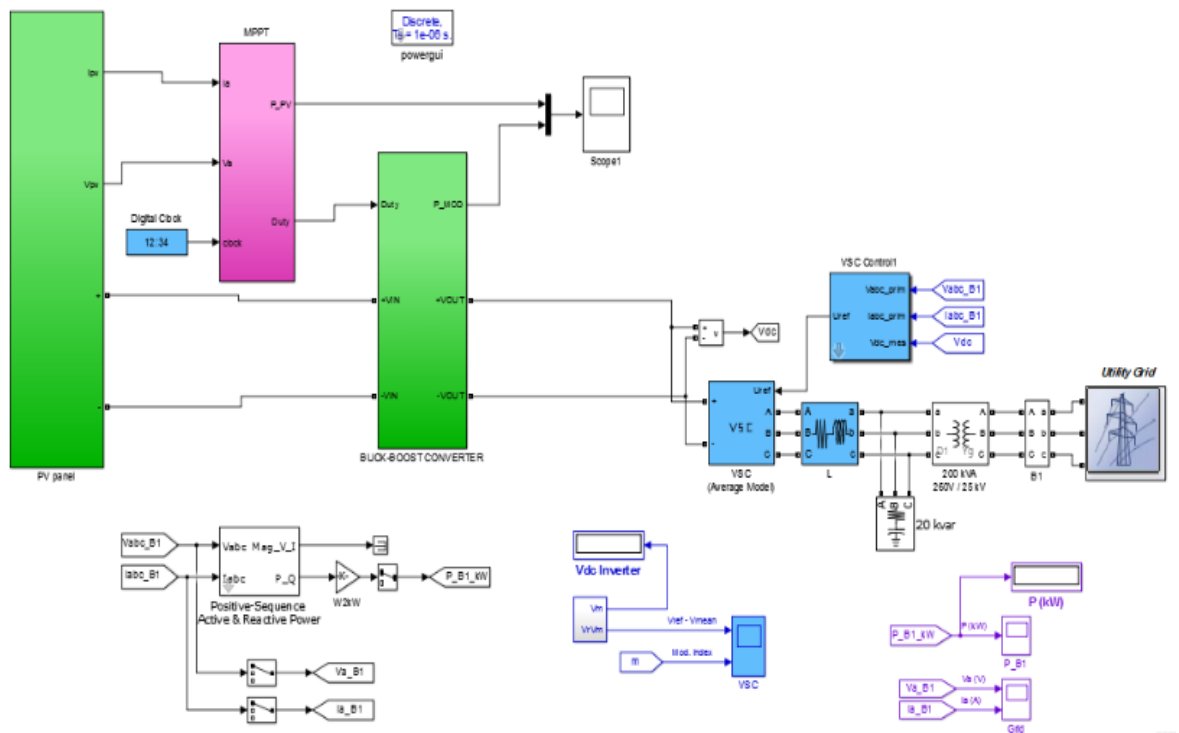 Discrete,
Ts = 1e-06 s.
powergui
MPPT
Ipv
Ia
P_PV
Scope1
Vpv
Va
Digital Clock
12:34
clock
Duty
Duty
P_MOD
+
+VIN
+VOUT
-
-VIN
-VOUT
PV panel
BUCK-BOOST CONVERTER
+
-
v
Vdc
VSC Control1
Uref
Vabc_prim
Iabc_prim
Vdc_mes
Vabc_B1
Iabc_B1
Vdc
Utility Grid
Uref
+
-
VSC
A
B
C
VSC
(Average Model)
A
B
C
a
b
c
L
a
b
c
D1
Yg
A
B
C
200 kVA
260V / 25 kV
A
B
C
a
b
c
B1
A
B
C
20 kvar
Vabc_B1
Iabc_B1
Vabc
Mag_V_I
Iabc
P_Q
Positive-Sequence
Active & Reactive Power
-K-
W2kW
P_B1_kW
Va_B1
Ia_B1
Vdc Inverter
Vm
VrVm
Vref - Vmean
m
Mod. Index
VSC
P (kW)
P_B1_kW
P (kW)
P_B1
Va_B1
Va (V)
Ia_B1
Ia (A)
Grid